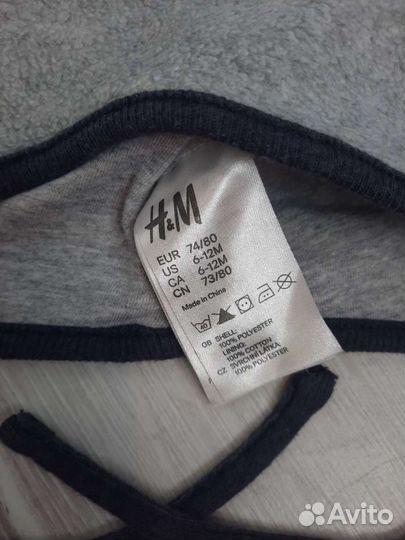 H&M
EUR 74/80
US 6-12M
CA 6-12M
CN 73/80
Made in China
40
GB SHELL:
100% POLYESTER
LINING:
100% COTTON
CZ SVRCHNI LÁTKA:
100% POLYESTER
Avito